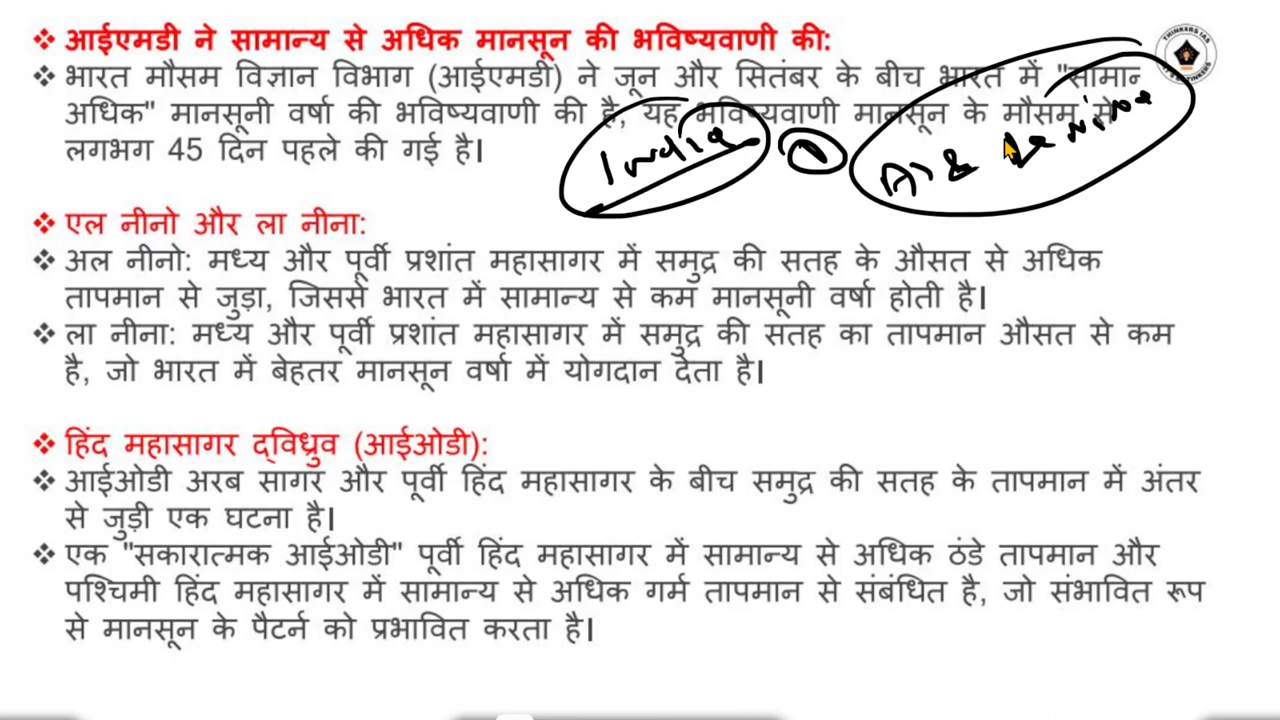 ❖ आईएमडी ने सामान्य से अधिक मानसून की भविष्यवाणी की:
❖ भारत मौसम विज्ञान विभाग (आईएमडी) ने जून और सितंबर के बीच भारत में "सामान
अधिक" मानसूनी वर्षा की भविष्यवाणी की है, यह भविष्यवाणी मानसून के मौसम से
लगभग 45 दिन पहले की गई है।
India
❖ एल नीनो और ला नीना:
❖ अल नीनो: मध्य और पूर्वी प्रशांत महासागर में समुद्र की सतह के औसत से अधिक
तापमान से जुड़ा, जिससे भारत में सामान्य से कम मानसूनी वर्षा होती है।
❖ ला नीना: मध्य और पूर्वी प्रशांत महासागर में समुद्र की सतह का तापमान औसत से कम
है, जो भारत में बेहतर मानसून वर्षा में योगदान देता है।
❖ हिंद महासागर द्विध्रुव (आईओडी):
❖ आईओडी अरब सागर और पूर्वी हिंद महासागर के बीच समुद्र की सतह के तापमान में अंतर
से जुड़ी एक घटना है।
❖ एक "सकारात्मक आईओडी" पूर्वी हिंद महासागर में सामान्य से अधिक ठंडे तापमान और
पश्चिमी हिंद महासागर में सामान्य से अधिक गर्म तापमान से संबंधित है, जो संभावित रूप
से मानसून के पैटर्न को प्रभावित करता है।
THINKERS IAS